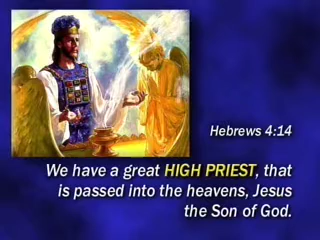 Hebrews 4:14
We have a great HIGH PRIEST, that
is passed into the heavens, Jesus
the Son of God.